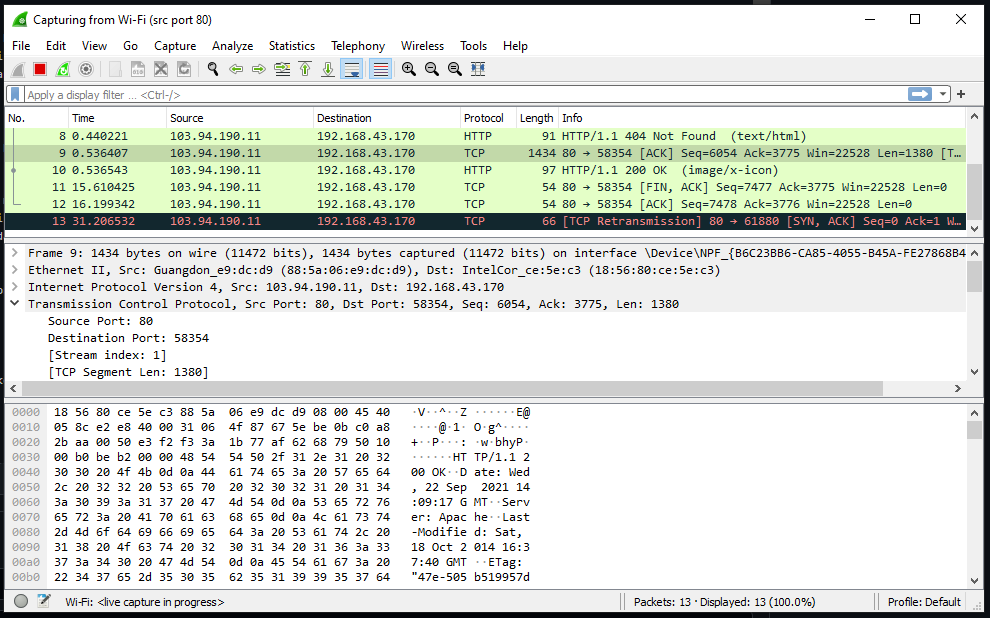 Capturing from Wi-Fi (src port 80)
File Edit View Go Capture Analyze Statistics Telephony Wireless Tools Help
Apply a display filter ... <Ctrl-/>
No. Time Source Destination Protocol Length Info
8 0.440221 103.94.190.11 192.168.43.170 HTTP 91 HTTP/1.1 404 Not Found (text/html)
9 0.536407 103.94.190.11 192.168.43.170 TCP 1434 80 → 58354 [ACK] Seq=6054 Ack=3775 Win=22528 Len=1380 [T…
10 0.536543 103.94.190.11 192.168.43.170 HTTP 97 HTTP/1.1 200 OK (image/x-icon)
11 15.610425 103.94.190.11 192.168.43.170 TCP 54 80 → 58354 [FIN, ACK] Seq=7477 Ack=3775 Win=22528 Len=0
12 16.199342 103.94.190.11 192.168.43.170 TCP 54 80 → 58354 [ACK] Seq=7478 Ack=3776 Win=22528 Len=0
13 31.206532 103.94.190.11 192.168.43.170 TCP 66 [TCP Retransmission] 80 → 61880 [SYN, ACK] Seq=0 Ack=1 W…
Frame 9: 1434 bytes on wire (11472 bits), 1434 bytes captured (11472 bits) on interface \Device\NPF_{B6C23BB6-CA85-4055-B45A-FE27868B4
Ethernet II, Src: Guangdon_e9:dc:d9 (88:5a:06:e9:dc:d9), Dst: IntelCor_ce:5e:c3 (18:56:80:ce:5e:c3)
Internet Protocol Version 4, Src: 103.94.190.11, Dst: 192.168.43.170
Transmission Control Protocol, Src Port: 80, Dst Port: 58354, Seq: 6054, Ack: 3775, Len: 1380
Source Port: 80
Destination Port: 58354
[Stream index: 1]
[TCP Segment Len: 1380]
0000 18 56 80 ce 5e c3 88 5a 06 e9 dc d9 08 00 45 40 ·V··^··Z ······E@
0010 05 8c e2 e8 40 00 31 06 4f 87 67 5e be 0b c0 a8 ····@·1· O·g^····
0020 2b aa 00 50 e3 f2 f3 3a 1b 77 af 62 68 79 50 10 +··P···: ·w·bhyP·
0030 00 b0 be b2 00 00 48 54 54 50 2f 31 2e 31 20 32 ······HT TP/1.1 2
0040 30 30 20 4f 4b 0d 0a 44 61 74 65 3a 20 57 65 64 00 OK··D ate: Wed
0050 2c 20 32 32 20 53 65 70 20 32 30 32 31 20 31 34 , 22 Sep 2021 14
0060 3a 30 39 3a 31 37 20 47 4d 54 0d 0a 53 65 72 76 :09:17 G MT··Serv
0070 65 72 3a 20 41 70 61 63 68 65 0d 0a 4c 61 73 74 er: Apac he··Last
0080 2d 4d 6f 64 69 66 69 65 64 3a 20 53 61 74 2c 20 -Modifie d: Sat,
0090 31 38 20 4f 63 74 20 32 30 31 34 20 31 36 3a 33 18 Oct 2 014 16:3
00a0 37 3a 34 30 20 47 4d 54 0d 0a 45 54 61 67 3a 20 7:40 GMT ··ETag:
00b0 22 34 37 65 2d 35 30 35 62 35 31 39 39 35 37 64 "47e-505 b519957d
Wi-Fi: <live capture in progress> Packets: 13 · Displayed: 13 (100.0%) Profile: Default